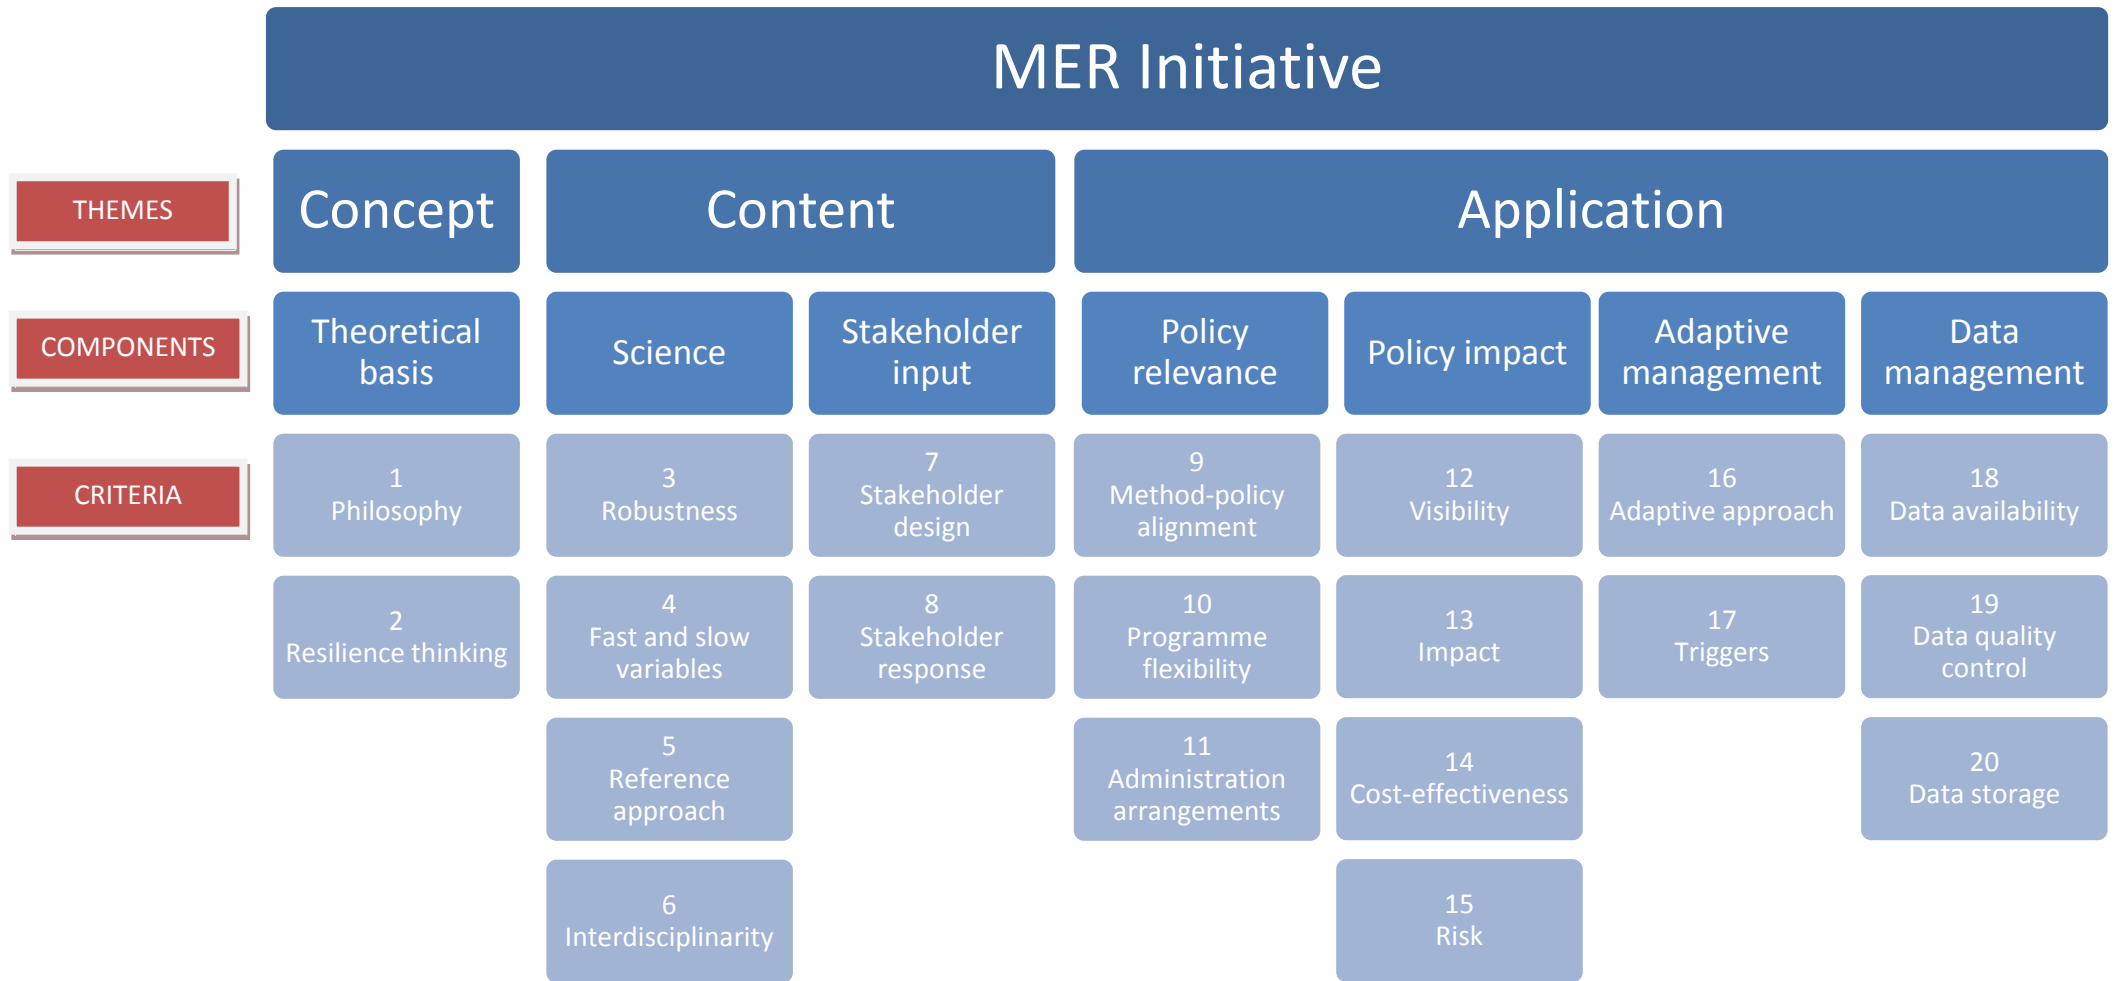 MER Initiative
THEMES
Concept
Content
Application
COMPONENTS
Theoretical
basis
Science
Stakeholder
input
Policy
relevance
Policy impact
Adaptive
management
Data
management
CRITERIA
1
Philosophy
3
Robustness
7
Stakeholder
design
9
Method-policy
alignment
12
Visibility
16
Adaptive approach
18
Data availability
2
Resilience thinking
4
Fast and slow
variables
8
Stakeholder
response
10
Programme
flexibility
13
Impact
17
Triggers
19
Data quality
control
5
Reference
approach
11
Administration
arrangements
14
Cost-effectiveness
20
Data storage
6
Interdisciplinarity
15
Risk